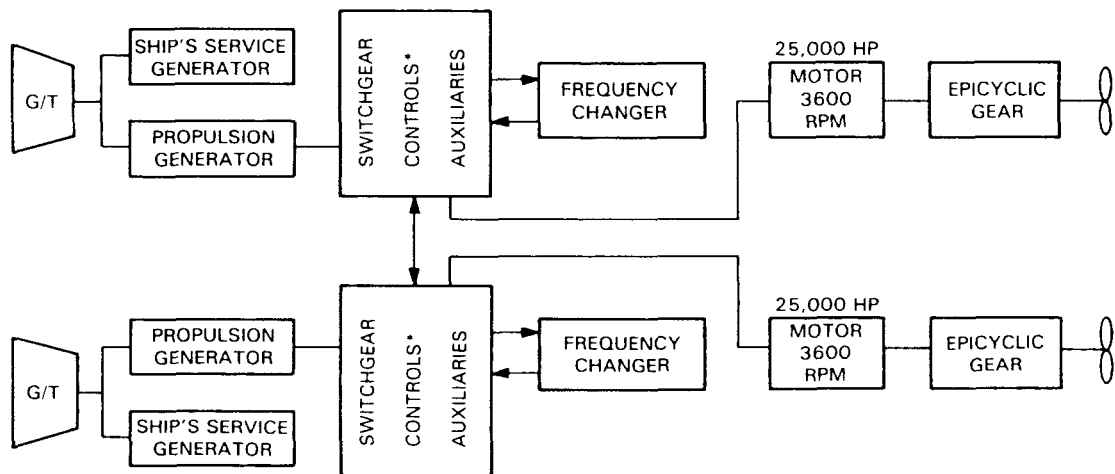 G/T
SHIP'S SERVICE
GENERATOR
PROPULSION
GENERATOR
SWITCHGEAR
CONTROLS*
AUXILIARIES
FREQUENCY
CHANGER
25,000 HP
MOTOR
3600
RPM
EPICYCLIC
GEAR
G/T
PROPULSION
GENERATOR
SHIP'S SERVICE
GENERATOR
SWITCHGEAR
CONTROLS*
AUXILIARIES
FREQUENCY
CHANGER
25,000 HP
MOTOR
3600
RPM
EPICYCLIC
GEAR